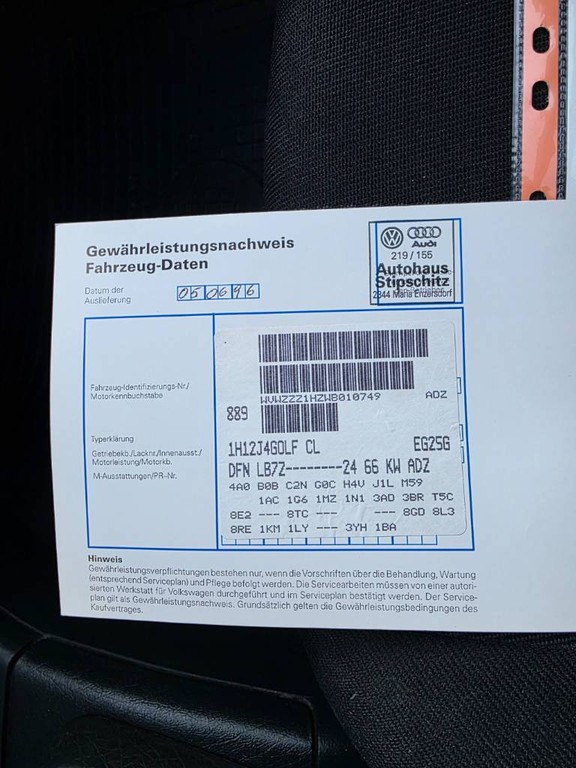 Gewährleistungsnachweis
Fahrzeug-Daten
Audi
219 / 155
Autohaus
Stipschitz
2344 Maria Enzersdorf
Datum der
Auslieferung
050696
Fahrzeug-Identifizierungs-Nr./
Motorkennbuchstabe
WVWZZZ1HZWB010749 ADZ
889
Typerklärung
1H12J4GOLF CL EG25G
Getriebekb./Lacknr./Innenausst./
Motorleistung/Motorkb.
DFN LB7Z--------24 66 KW ADZ
M-Ausstattungen/PR-Nr.
4A0 B0B C2N G0C H4V J1L M59
1AC 1G6 1MZ 1N1 3AD 3BR T5C
8E2 --- 8TC --- --- 8GD 8L3
8RE 1KM 1LY --- 3YH 1BA
Hinweis
Gewährleistungsverpflichtungen bestehen nur, wenn die Vorschriften über die Behandlung, Wartung
(entsprechend Serviceplan) und Pflege befolgt werden. Die Servicearbeiten müssen von einer autori-
sierten Werkstatt für Volkswagen durchgeführt und im Serviceplan bestätigt werden. Der Service-
plan gilt als Gewährleistungsnachweis. Grundsätzlich gelten die Gewährleistungsbedingungen des
Kaufvertrages.